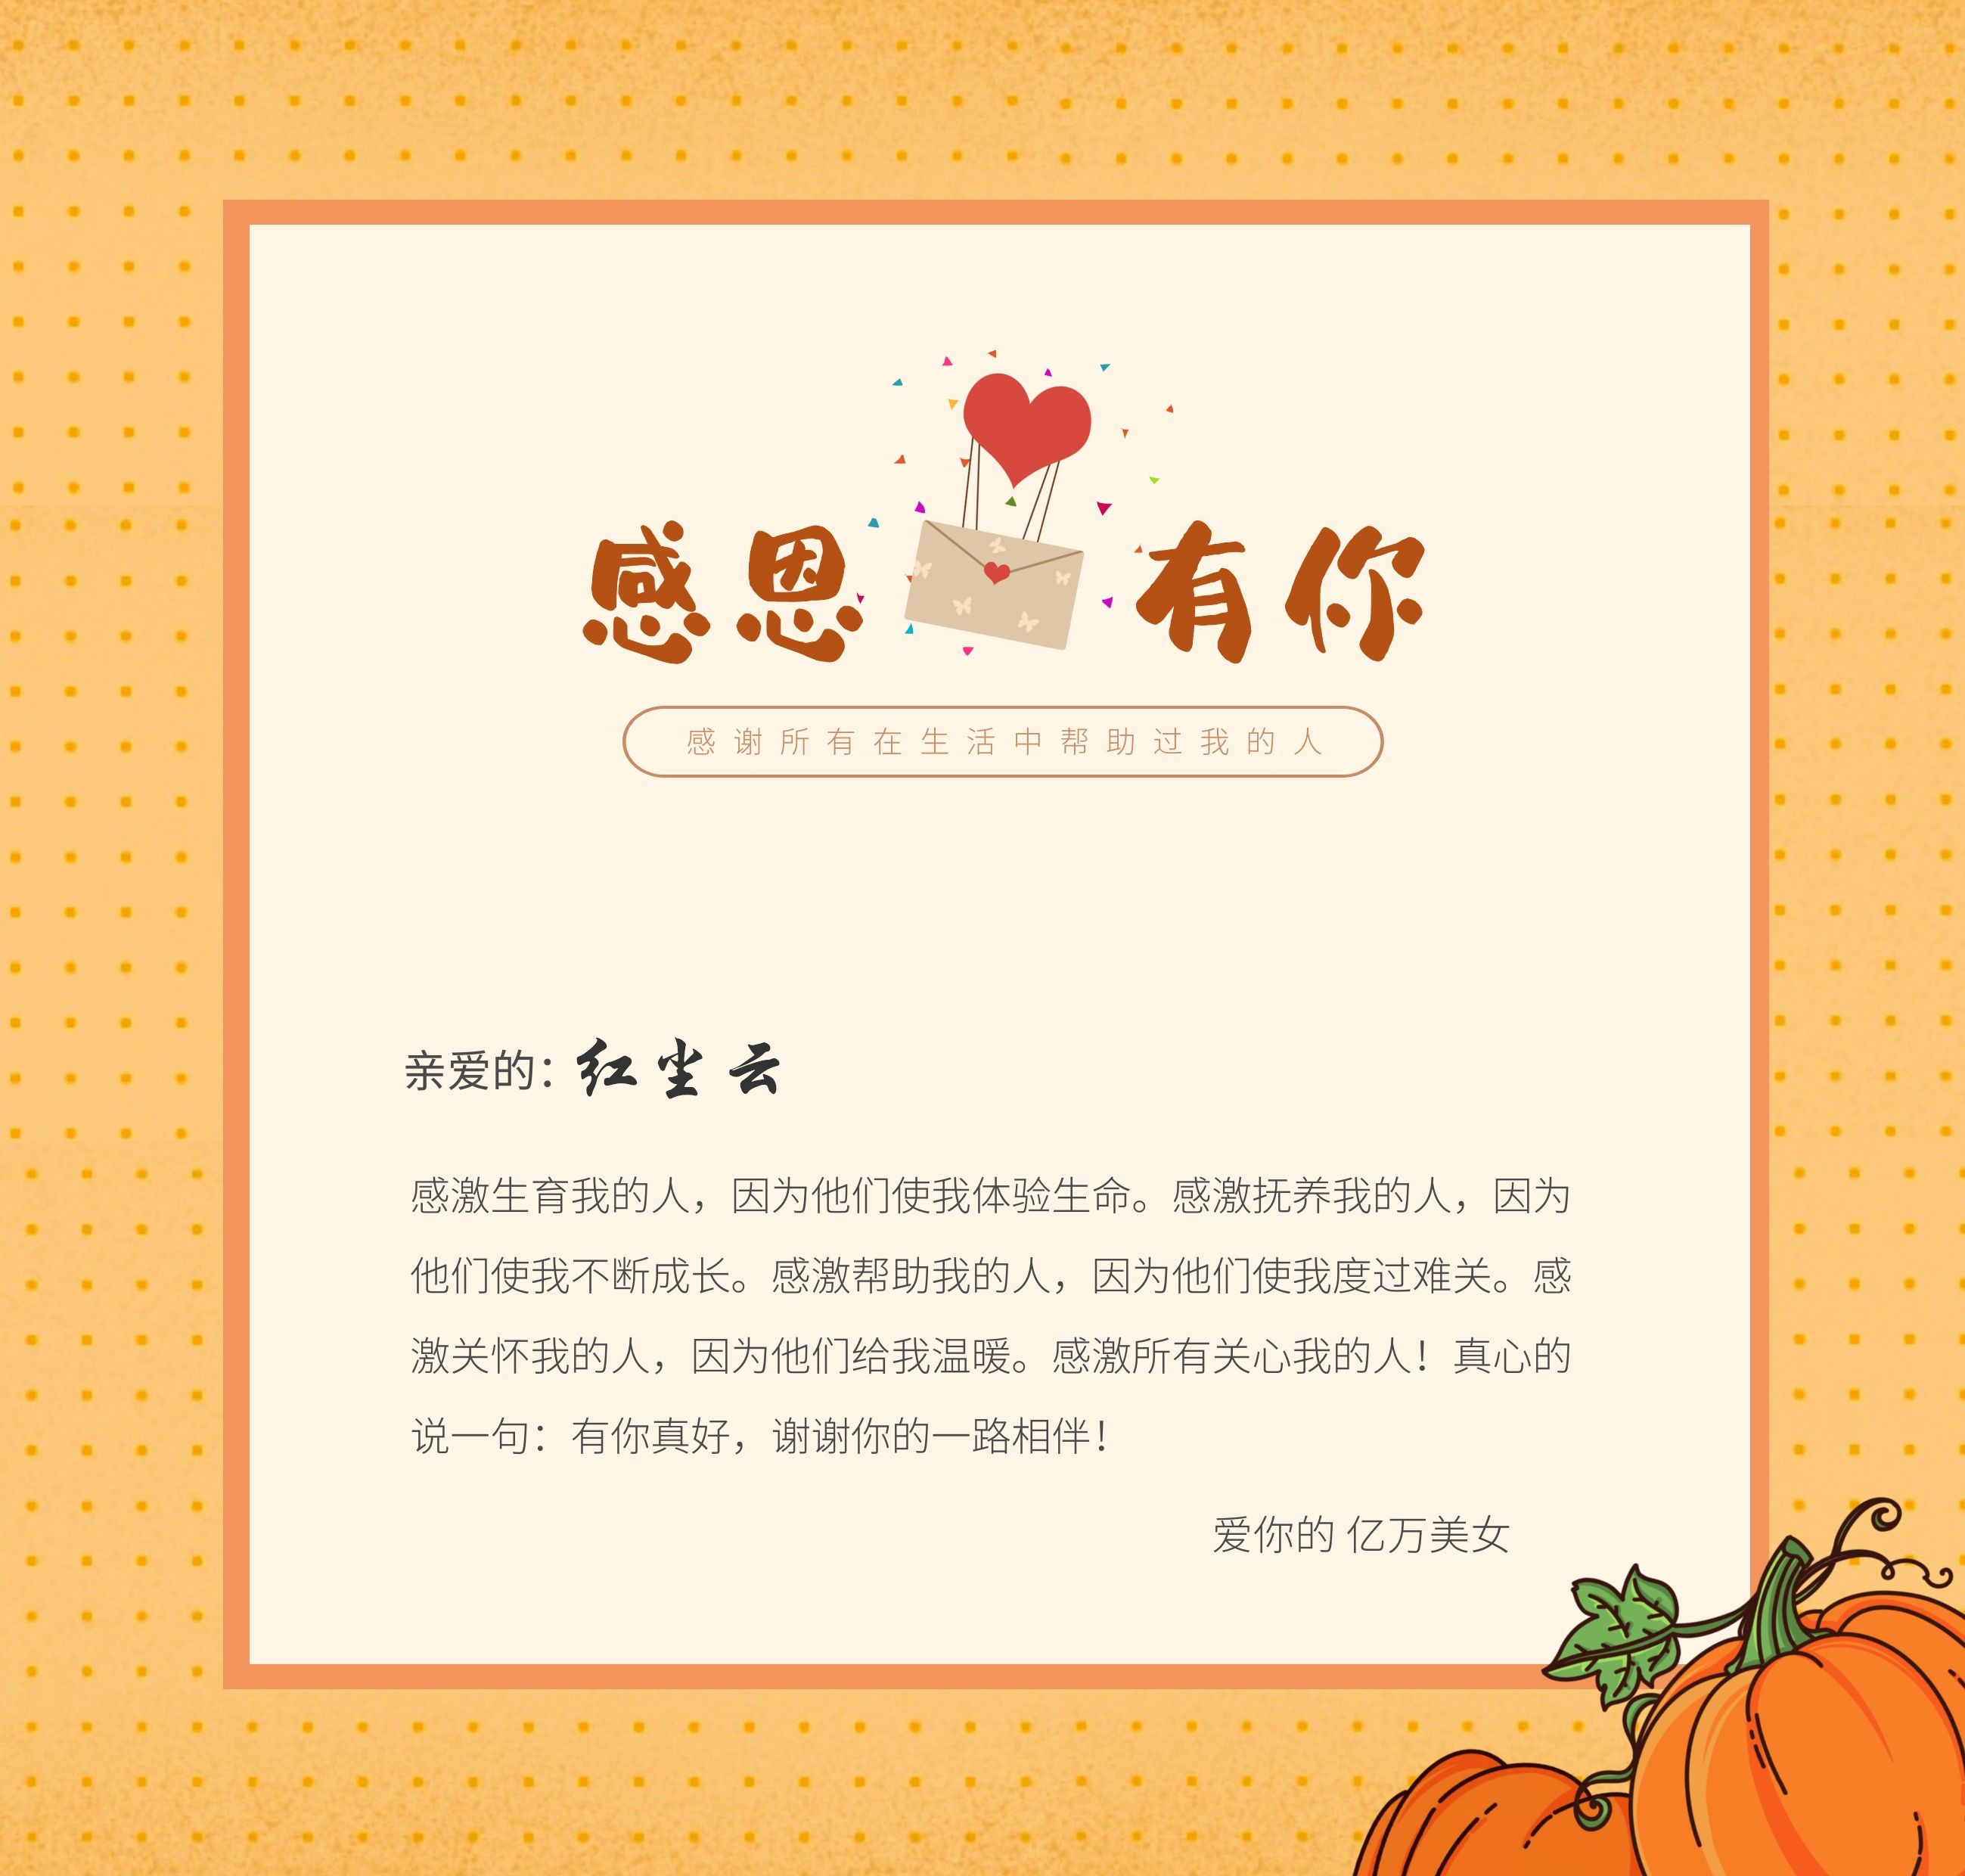 感恩有你
感谢所有在生活中帮助过我的人
亲爱的：红尘云
感激生育我的人，因为他们使我体验生命。感激抚养我的人，因为
他们使我不断成长。感激帮助我的人，因为他们使我度过难关。感
激关怀我的人，因为他们给我温暖。感激所有关心我的人！真心的
说一句：有你真好，谢谢你的一路相伴！
爱你的 亿万美女